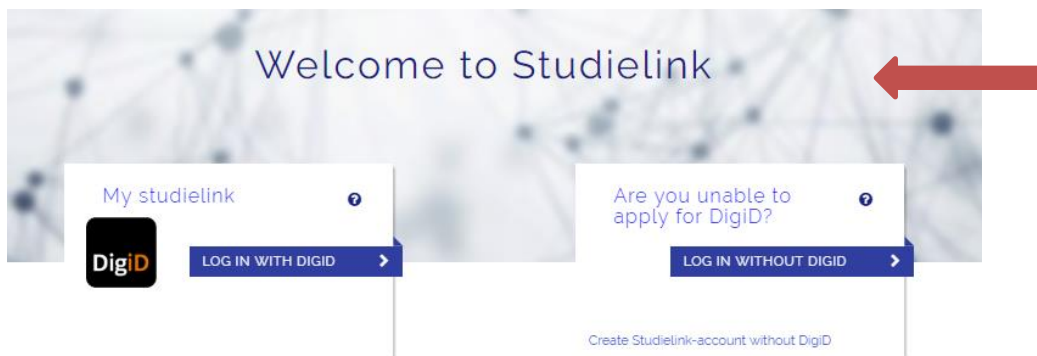 Welcome to Studielink
My studielink
DigiD
LOG IN WITH DIGID
Are you unable to
apply for DigiD?
LOG IN WITHOUT DIGID
Create Studielink-account without DigiD